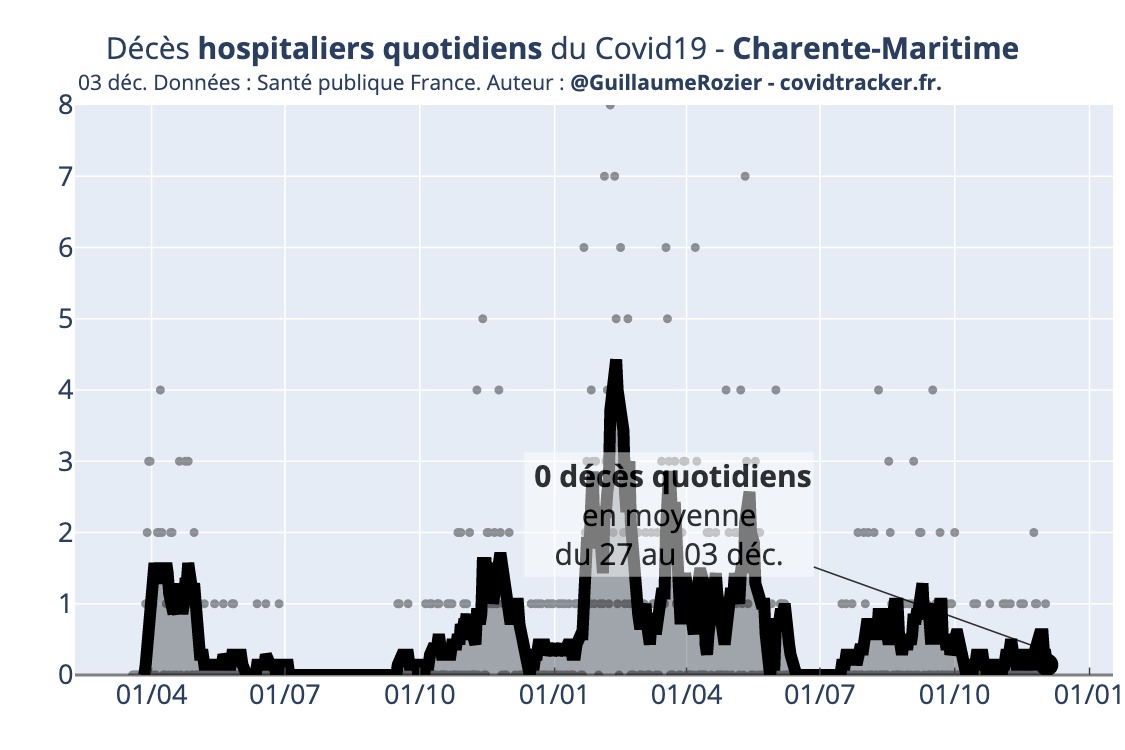 Décès hospitaliers quotidiens du Covid19 - Charente-Maritime
03 déc. Données : Santé publique France. Auteur : @GuillaumeRozier - covidtracker.fr.
8
7
6
5
4
3
2
1
0
0 décès quotidiens
en moyenne
du 27 au 03 déc.
01/04 01/07 01/10 01/01 01/04 01/07 01/10 01/01